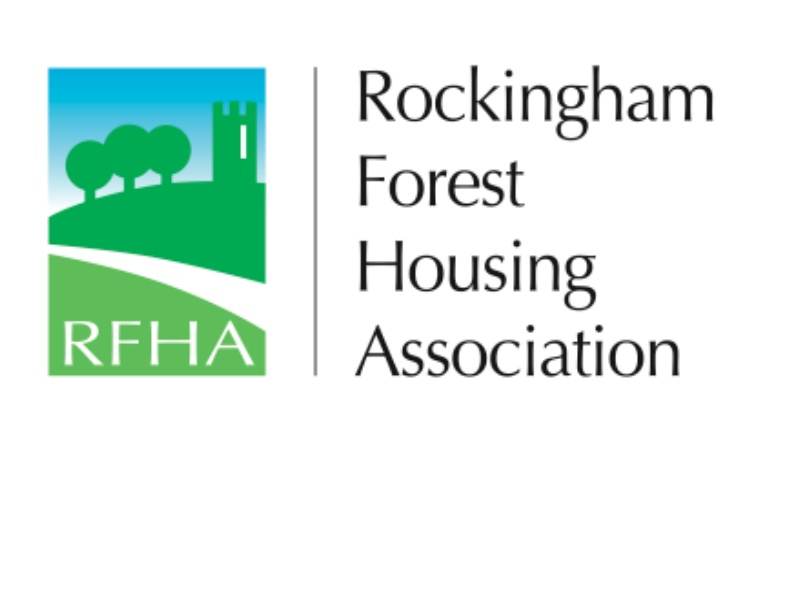 RFHA
Rockingham
Forest
Housing
Association